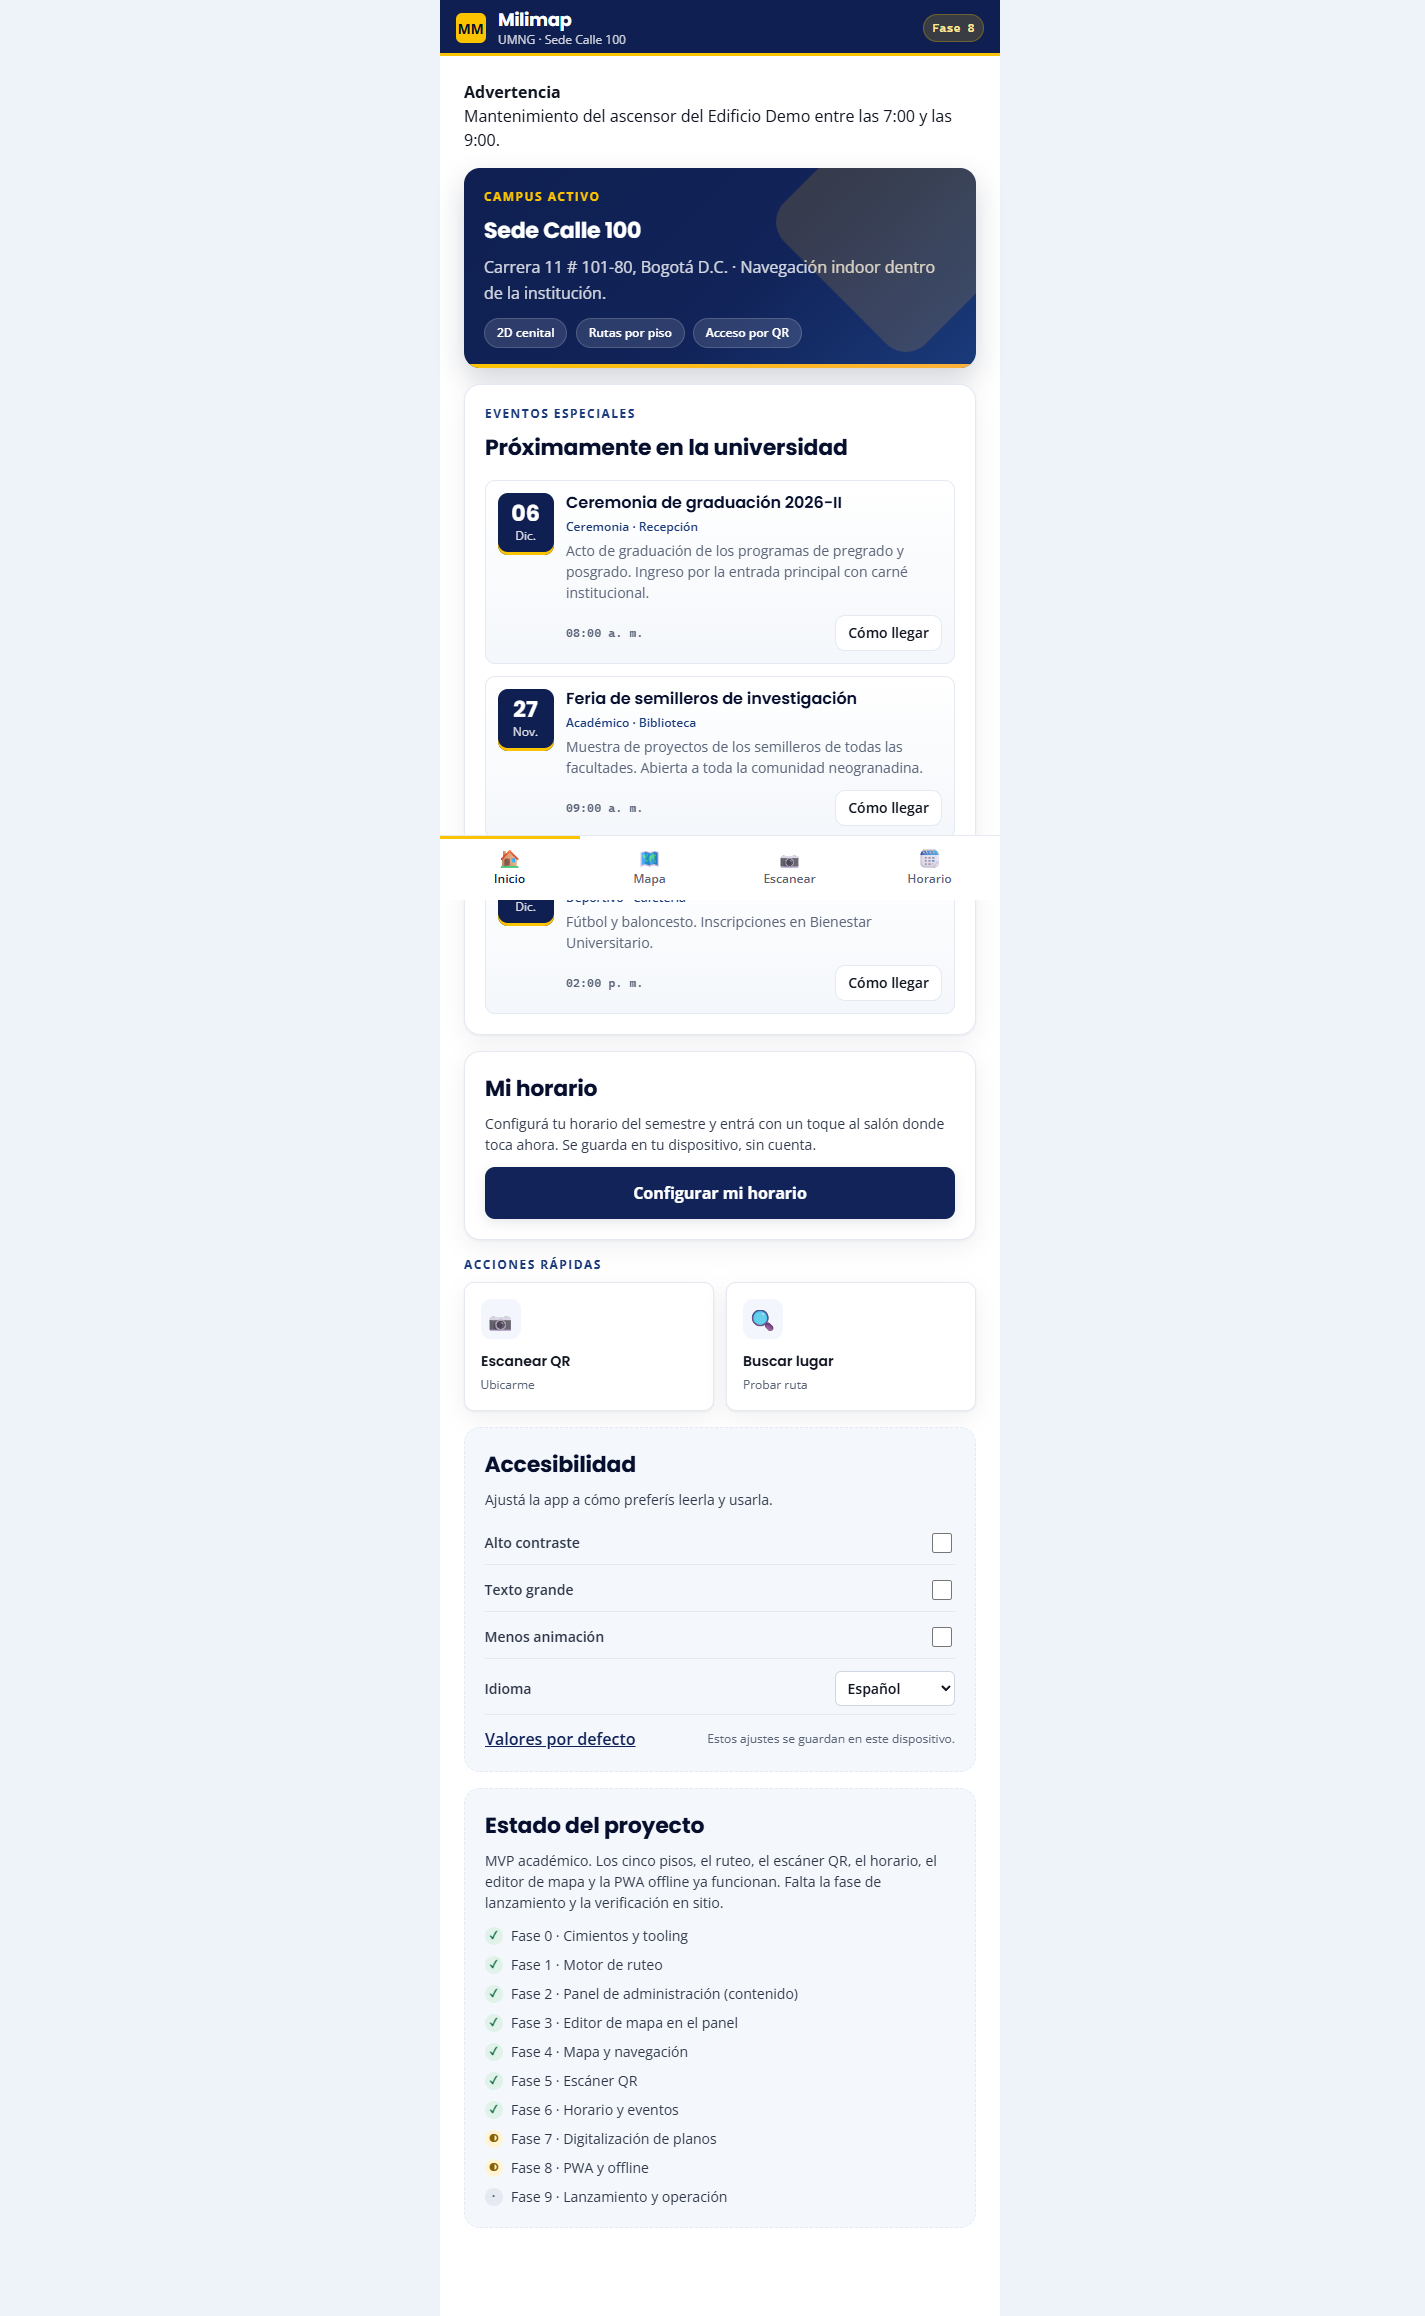 MM
Milimap
UMNG · Sede Calle 100
Fase 8
Advertencia
Mantenimiento del ascensor del Edificio Demo entre las 7:00 y las
9:00.
CAMPUS ACTIVO
Sede Calle 100
Carrera 11 # 101-80, Bogotá D.C. · Navegación indoor dentro
de la institución.
2D cenital
Rutas por piso
Acceso por QR
EVENTOS ESPECIALES
Próximamente en la universidad
06
Dic.
Ceremonia de graduación 2026-II
Ceremonia · Recepción
Acto de graduación de los programas de pregrado y
posgrado. Ingreso por la entrada principal con carné
institucional.
08:00 a. m.
Cómo llegar
27
Nov.
Feria de semilleros de investigación
Académico · Biblioteca
Muestra de proyectos de los semilleros de todas las
facultades. Abierta a toda la comunidad neogranadina.
09:00 a. m.
Cómo llegar
Inicio
Mapa
Escanear
Horario
Dic.
Fútbol y baloncesto. Inscripciones en Bienestar
Universitario.
02:00 p. m.
Cómo llegar
Mi horario
Configurá tu horario del semestre y entrá con un toque al salón donde
toca ahora. Se guarda en tu dispositivo, sin cuenta.
Configurar mi horario
ACCIONES RÁPIDAS
Escanear QR
Ubicarme
Buscar lugar
Probar ruta
Accesibilidad
Ajustá la app a cómo preferís leerla y usarla.
Alto contraste
Texto grande
Menos animación
Idioma
Español
Valores por defecto
Estos ajustes se guardan en este dispositivo.
Estado del proyecto
MVP académico. Los cinco pisos, el ruteo, el escáner QR, el horario, el
editor de mapa y la PWA offline ya funcionan. Falta la fase de
lanzamiento y la verificación en sitio.
Fase 0 · Cimientos y tooling
Fase 1 · Motor de ruteo
Fase 2 · Panel de administración (contenido)
Fase 3 · Editor de mapa en el panel
Fase 4 · Mapa y navegación
Fase 5 · Escáner QR
Fase 6 · Horario y eventos
Fase 7 · Digitalización de planos
Fase 8 · PWA y offline
Fase 9 · Lanzamiento y operación